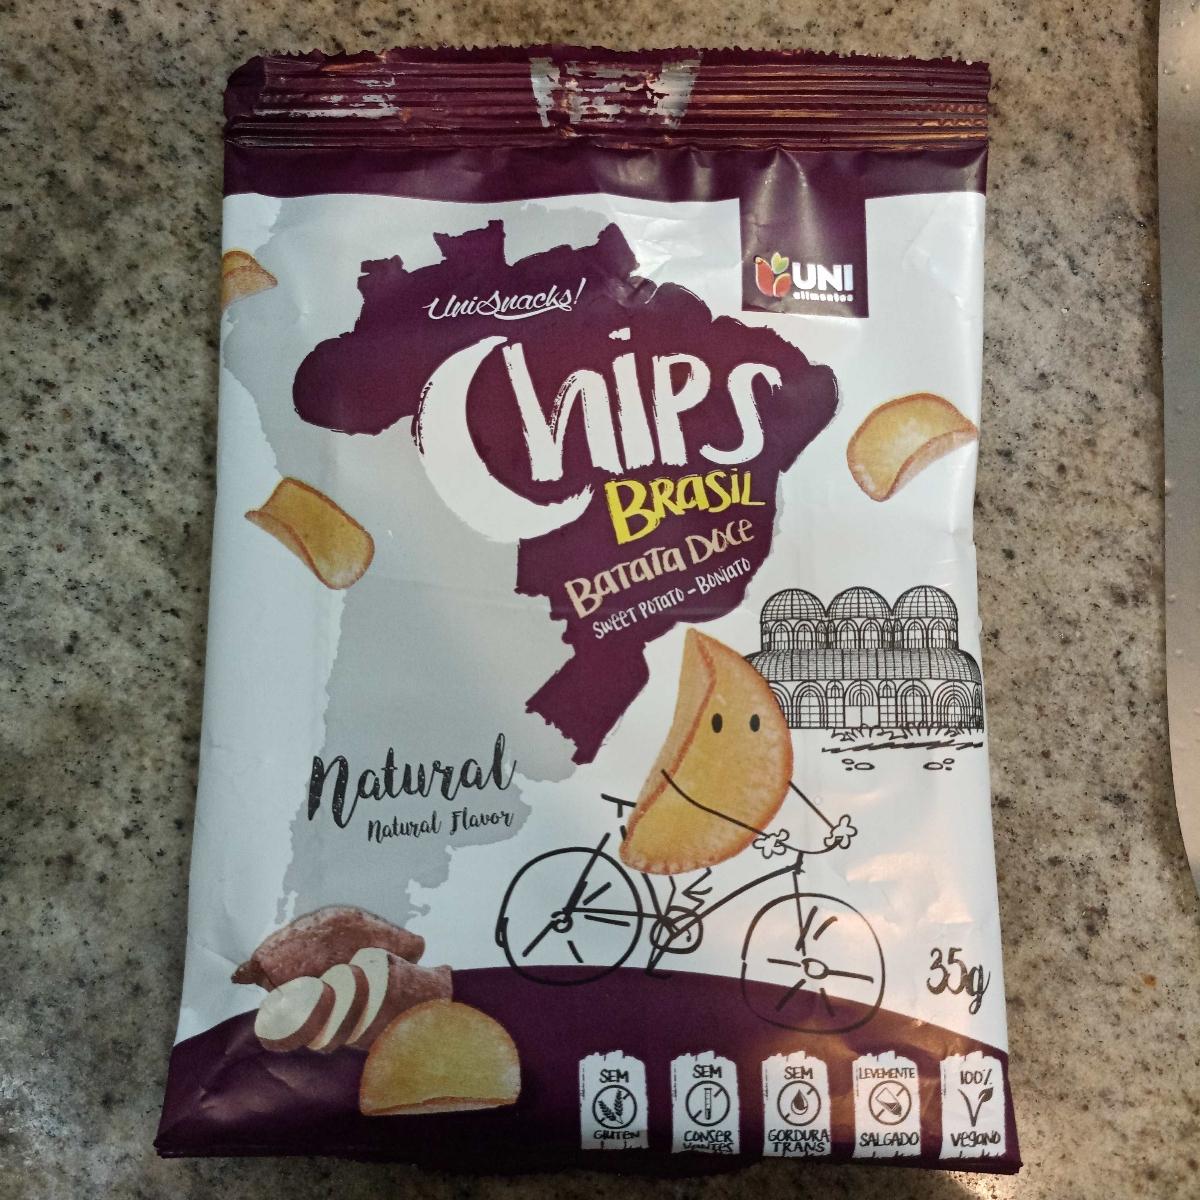 UniSnacks!
UNI
alimentos
Chips
BRASIL
BATATA DOCE
SWEET POTATO - BONIATO
Natural
Natural Flavor
35g
SEM
GLUTEN
SEM
CONSER
VANTES
SEM
GORDURA
TRANS
LEVEMENTE
SALGADO
100%
VEGANO